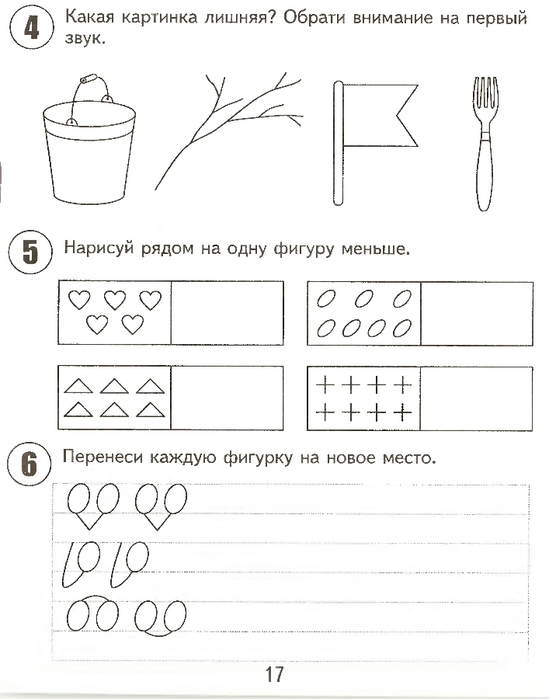 4 Какая картинка лишняя? Обрати внимание на первый
звук.
5 Нарисуй рядом на одну фигуру меньше.
6 Перенеси каждую фигурку на новое место.
17